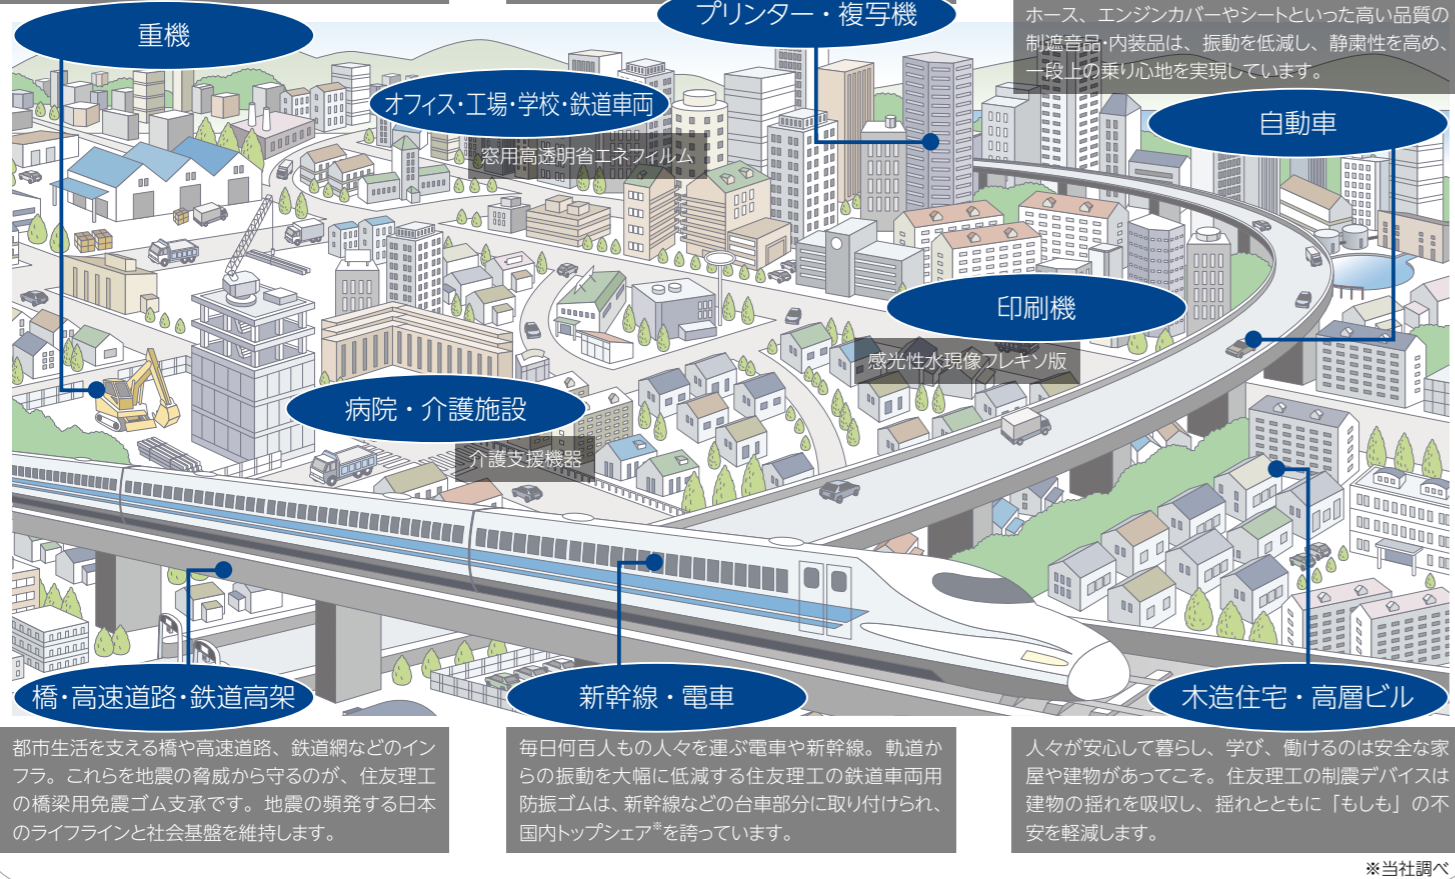 プリンター・複写機
重機
ホース、エンジンカバーやシートといった高い品質の
制遮音品・内装品は、振動を低減し、静粛性を高め、
一段上の乗り心地を実現しています。
オフィス・工場・学校・鉄道車両
窓用高透明省エネフィルム
自動車
印刷機
感光性水現像フレキソ版
病院・介護施設
介護支援機器
橋・高速道路・鉄道高架
都市生活を支える橋や高速道路、鉄道網などのイン
フラ。これらを地震の脅威から守るのが、住友理工
の橋梁用免震ゴム支承です。地震の頻発する日本
のライフラインと社会基盤を維持します。
新幹線・電車
毎日何百人もの人々を運ぶ電車や新幹線。軌道か
らの振動を大幅に低減する住友理工の鉄道車両用
防振ゴムは、新幹線などの台車部分に取り付けられ、
国内トップシェア※を誇っています。
木造住宅・高層ビル
人々が安心して暮らし、学び、働けるのは安全な家
屋や建物があってこそ。住友理工の制震デバイスは
建物の揺れを吸収し、揺れとともに「もしも」の不
安を軽減します。
※当社調べ